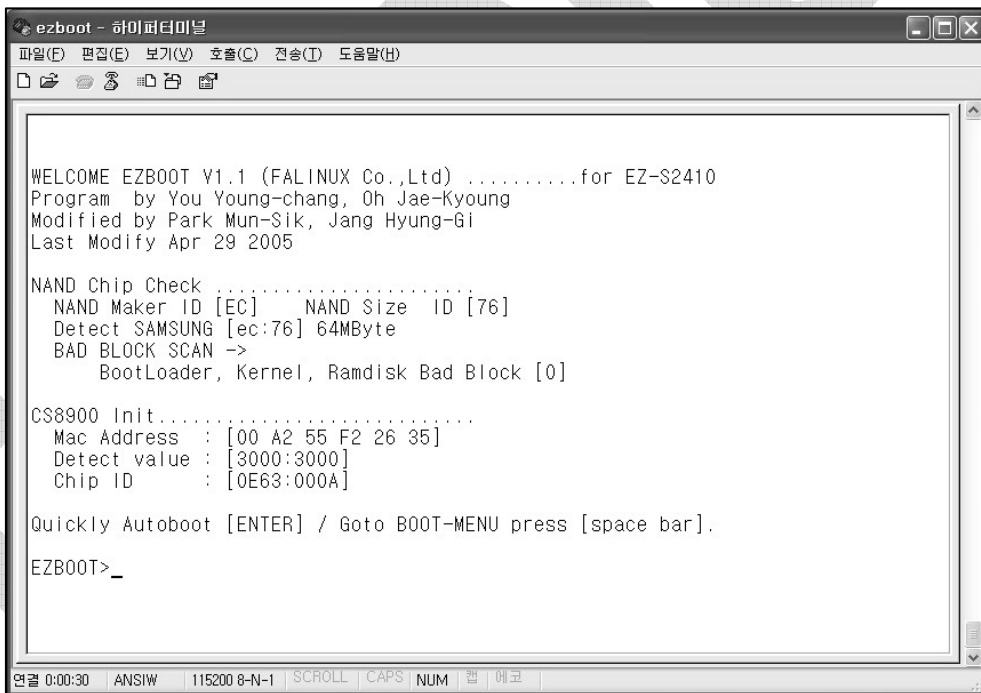 ezboot - 하이퍼터미널
파일(F) 편집(E) 보기(V) 호출(C) 전송(T) 도움말(H)
WELCOME EZBOOT V1.1 (FALINUX Co.,Ltd) ..........for EZ-S2410
Program  by You Young-chang, Oh Jae-Kyoung
Modified by Park Mun-Sik, Jang Hyung-Gi
Last Modify Apr 29 2005
NAND Chip Check .......................
NAND Maker ID [EC]    NAND Size  ID [76]
Detect SAMSUNG [ec:76] 64MByte
BAD BLOCK SCAN ->
BootLoader, Kernel, Ramdisk Bad Block [0]
CS8900 Init............................
Mac Address  : [00 A2 55 F2 26 35]
Detect value : [3000:3000]
Chip ID      : [0E63:000A]
Quickly Autoboot [ENTER] / Goto BOOT-MENU press [space bar].
EZBOOT>_
연결 0:00:30 ANSIW 115200 8-N-1 SCROLL CAPS NUM 캡 에코